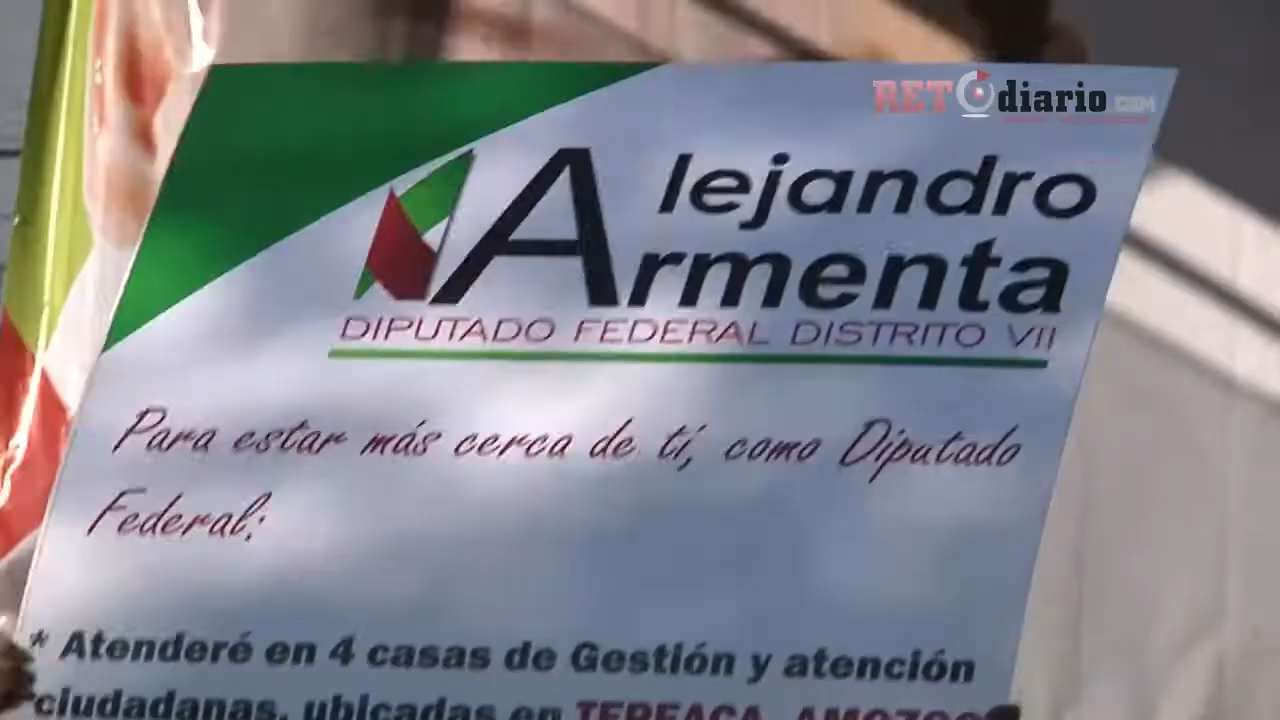 RETOdiario.com
Alejandro
Armenta
DIPUTADO FEDERAL DISTRITO VII
Para estar más cerca de tí, como Diputado
Federal;
* Atenderé en 4 casas de Gestión y atención
ciudadanas, ubicadas en TEPEACA, AMOZOC